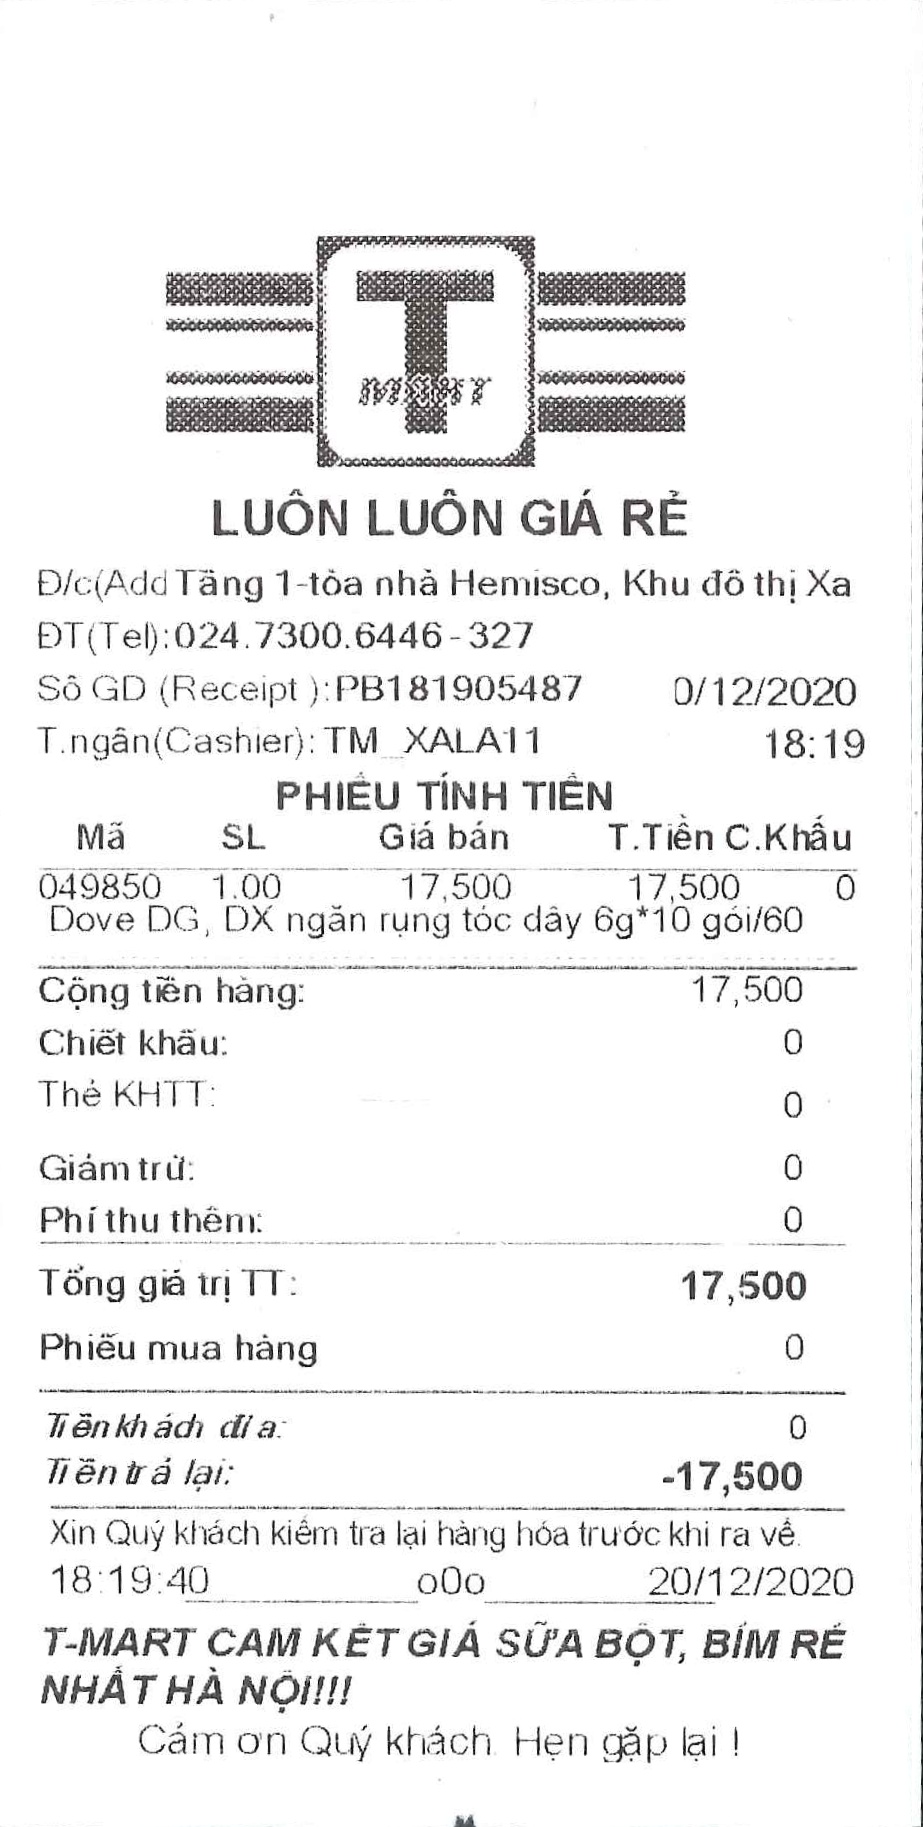 T
MART
LUÔN LUÔN GIÁ RẺ
Đ/c(Add Tầng 1-tòa nhà Hemisco, Khu đô thị Xa
ĐT(Tel):024.7300.6446-327
Số GD (Receipt ):PB181905487 0/12/2020
T.ngân(Cashier): TM_XALA11 18:19
PHIẾU TÍNH TIỀN
Mã SL Giá bán T.Tiền C.Khấu
049850 1.00 17,500 17,500 0
Dove DG, DX ngăn rụng tóc dây 6g*10 gói/60
Cộng tiền hàng: 17,500
Chiết khấu: 0
Thẻ KHTT: 0
Giảm trừ: 0
Phí thu thêm: 0
Tổng giá trị TT: 17,500
Phiếu mua hàng 0
Tiền khách đưa: 0
Tiền trả lại: -17,500
Xin Quý khách kiểm tra lại hàng hóa trước khi ra về.
18:19:40 o0o 20/12/2020
T-MART CAM KẾT GIÁ SỮA BỘT, BỈM RẺ
NHẤT HÀ NỘI!!!
Cảm ơn Quý khách. Hẹn gặp lại !